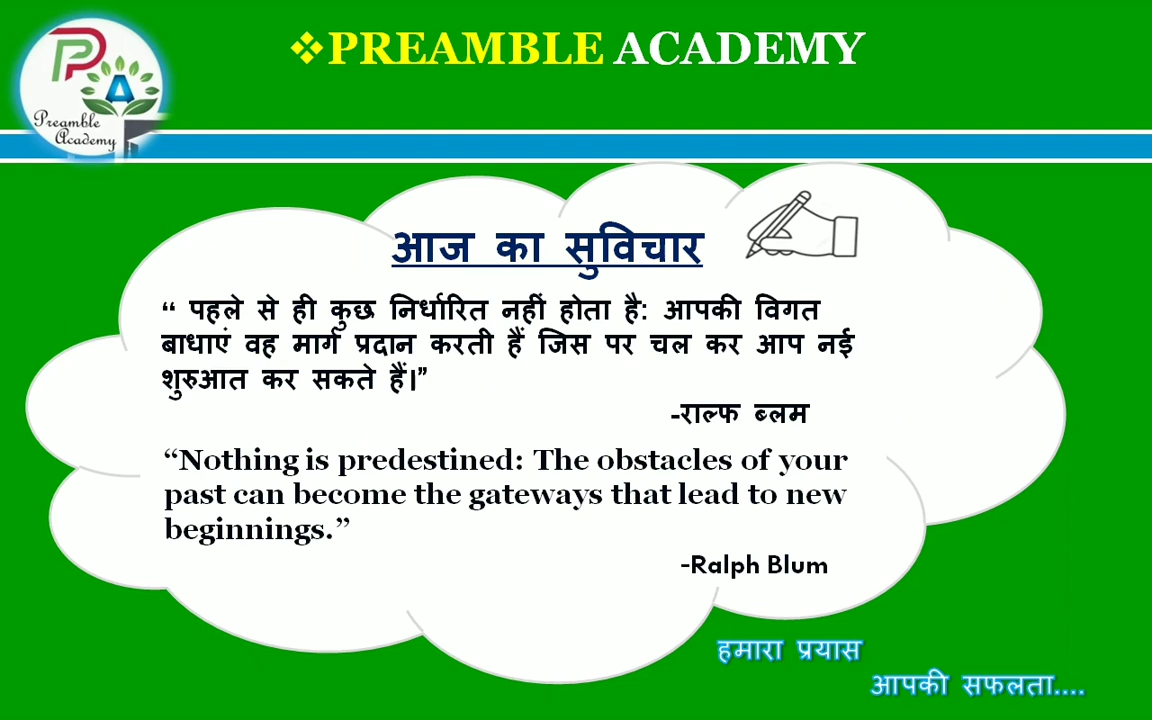 PREAMBLE ACADEMY
Preamble
Academy
आज का सुविचार
“ पहले से ही कुछ निर्धारित नहीं होता है: आपकी विगत
बाधाएं वह मार्ग प्रदान करती हैं जिस पर चल कर आप नई
शुरुआत कर सकते हैं।”
-राल्फ ब्लम
“Nothing is predestined: The obstacles of your
past can become the gateways that lead to new
beginnings.”
-Ralph Blum
हमारा प्रयास
आपकी सफलता....